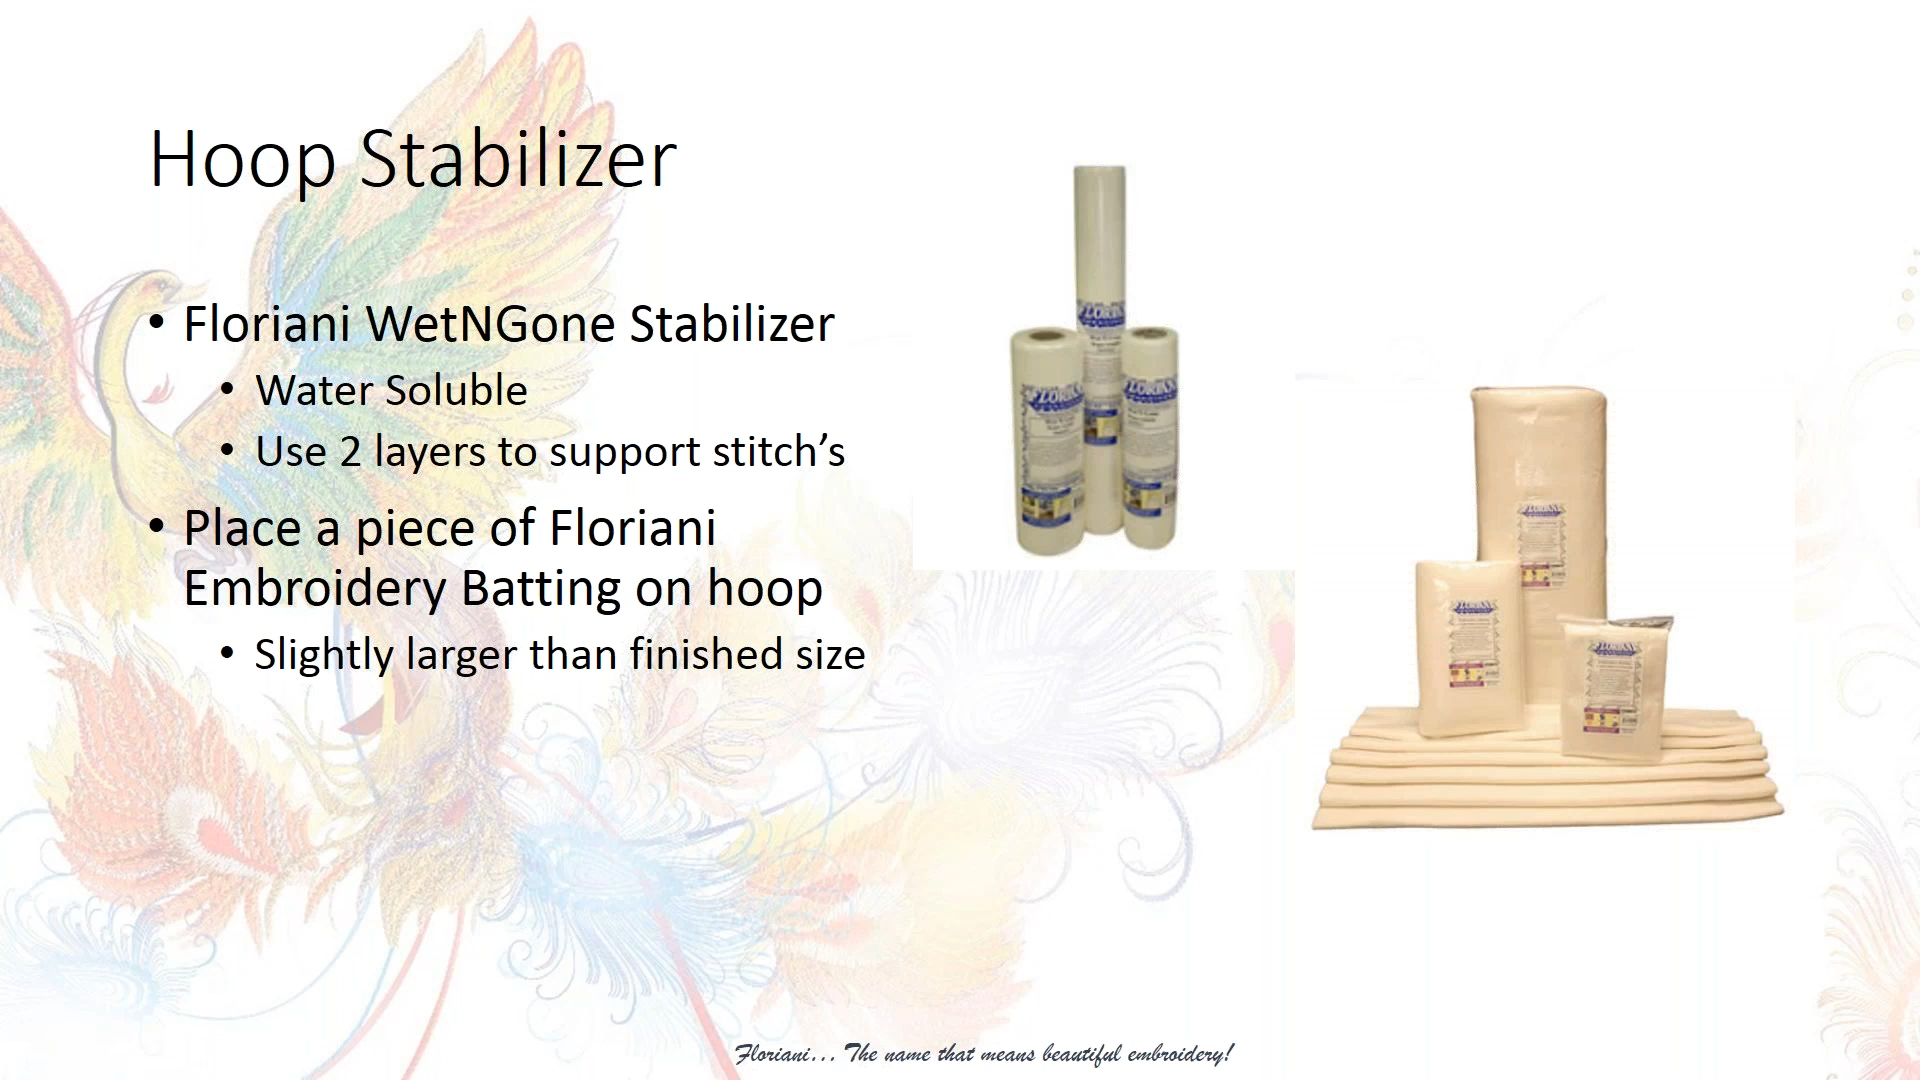 Hoop Stabilizer
• Floriani WetNGone Stabilizer
• Water Soluble
• Use 2 layers to support stitch’s
• Place a piece of Floriani
Embroidery Batting on hoop
• Slightly larger than finished size
Floriani... The name that means beautiful embroidery!